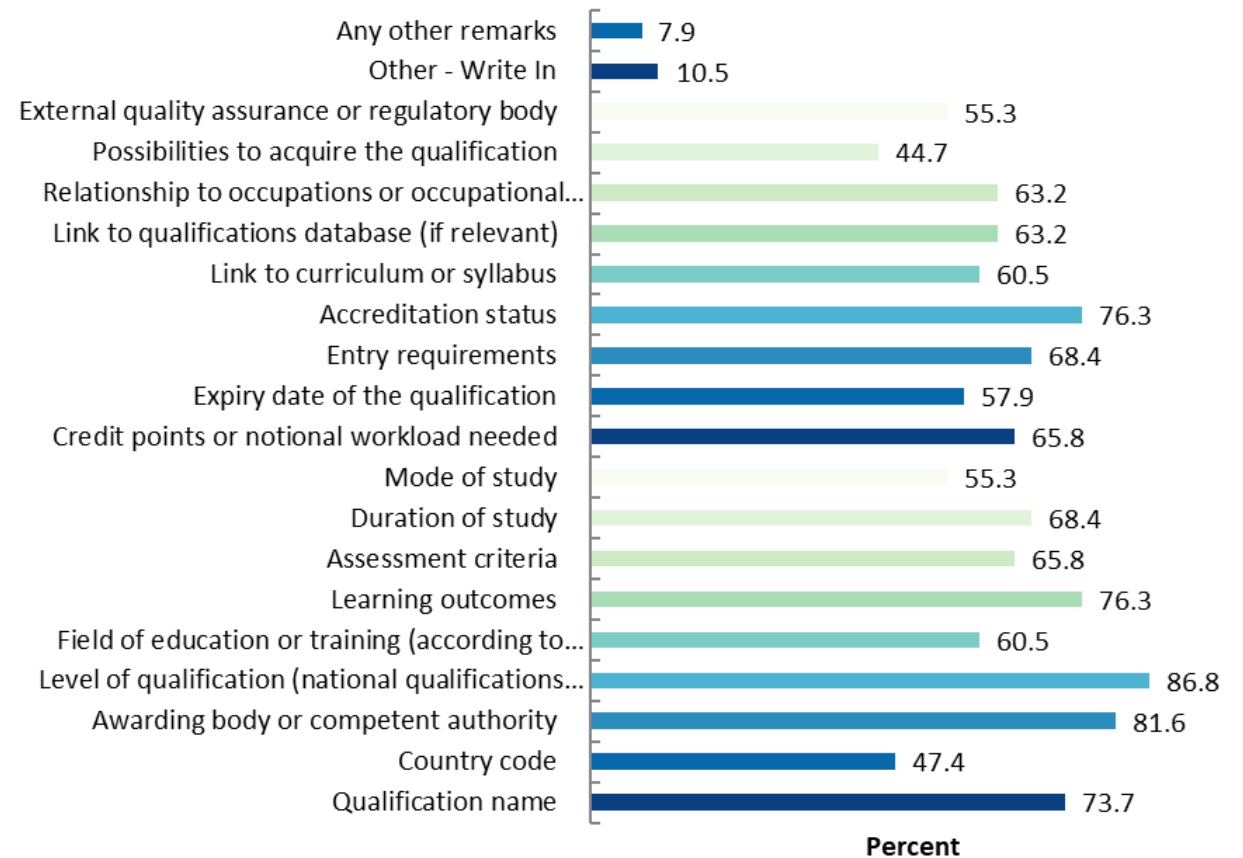 Any other remarks 7.9
Other - Write In 10.5
External quality assurance or regulatory body 55.3
Possibilities to acquire the qualification 44.7
Relationship to occupations or occupational... 63.2
Link to qualifications database (if relevant) 63.2
Link to curriculum or syllabus 60.5
Accreditation status 76.3
Entry requirements 68.4
Expiry date of the qualification 57.9
Credit points or notional workload needed 65.8
Mode of study 55.3
Duration of study 68.4
Assessment criteria 65.8
Learning outcomes 76.3
Field of education or training (according to... 60.5
Level of qualification (national qualifications... 86.8
Awarding body or competent authority 81.6
Country code 47.4
Qualification name 73.7
Percent